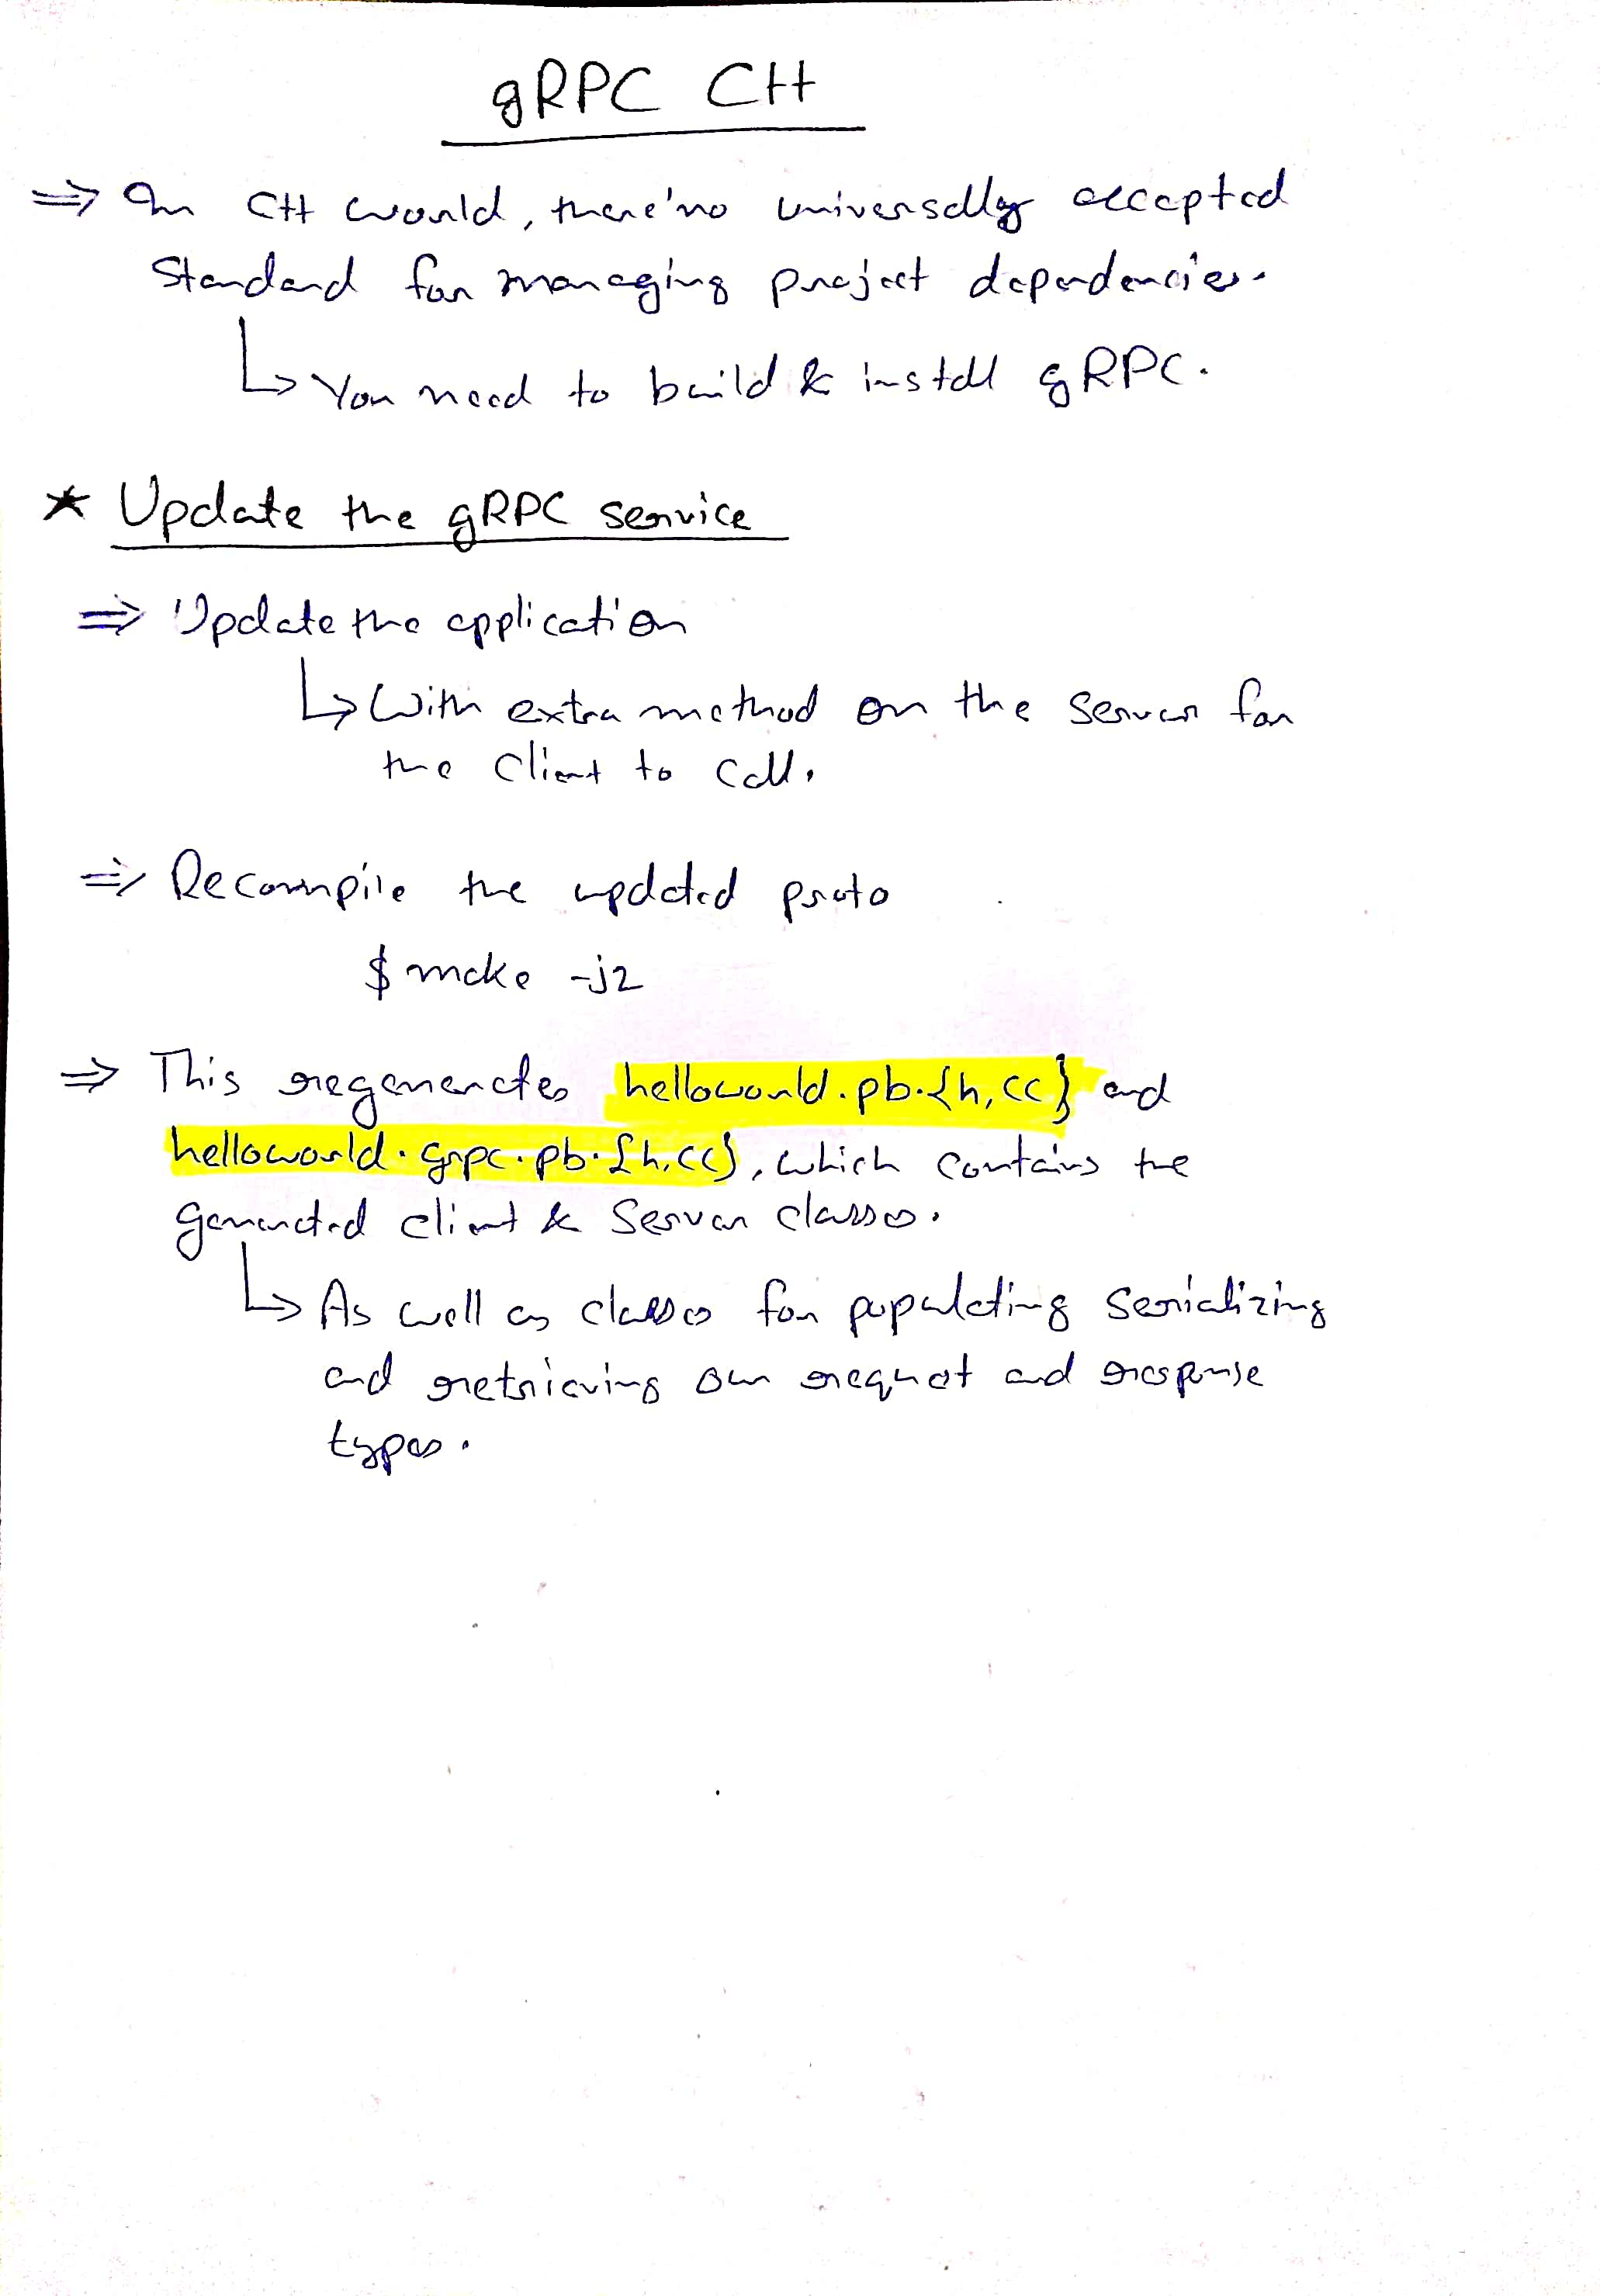 gRPC C++
⇒ In C++ world, there'no universally accepted
Standard for managing project dependencies.
↳ You need to build & install gRPC.
* Update the gRPC service
⇒ Update the application
↳ With extra method on the server for
the client to call.
⇒ Recompile the updated proto
$ make -j2
⇒ This regenerates helloworld.pb.{h,cc} and
helloworld.grpc.pb.{h,cc}, which contains the
generated client & Server classes.
↳ As well as classes for populating serializing
and retrieving our request and response
types.